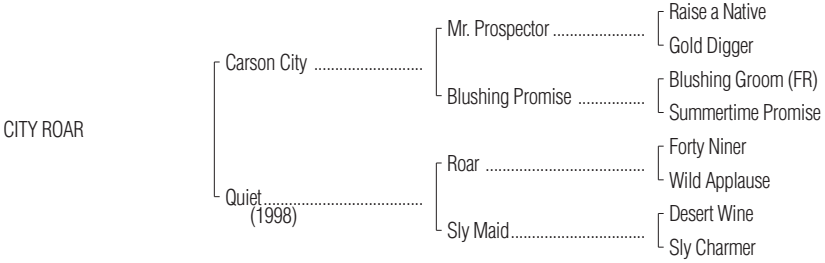 Raise a Native
Mr. Prospector ......................
Gold Digger
Carson City ..........................
Blushing Groom (FR)
Blushing Promise ................
Summertime Promise
CITY ROAR
Forty Niner
Roar ......................................
Wild Applause
Quiet......................................
(1998)
Desert Wine
Sly Maid................................
Sly Charmer